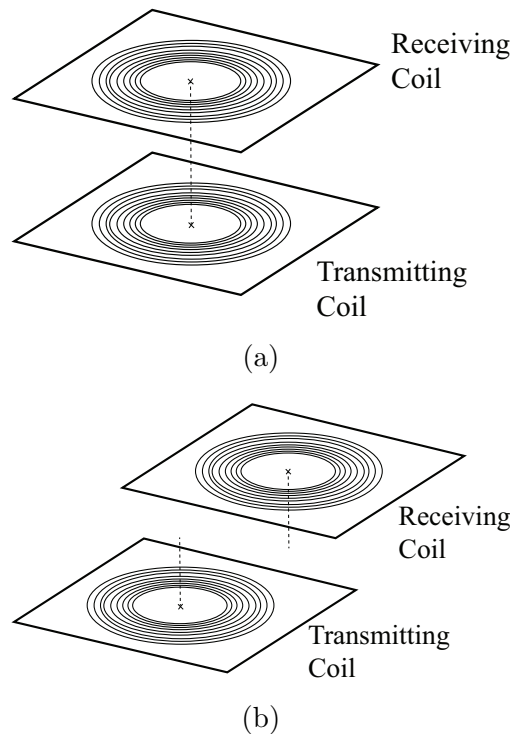 Receiving
Coil
Transmitting
Coil
(a)
Receiving
Coil
Transmitting
Coil
(b)